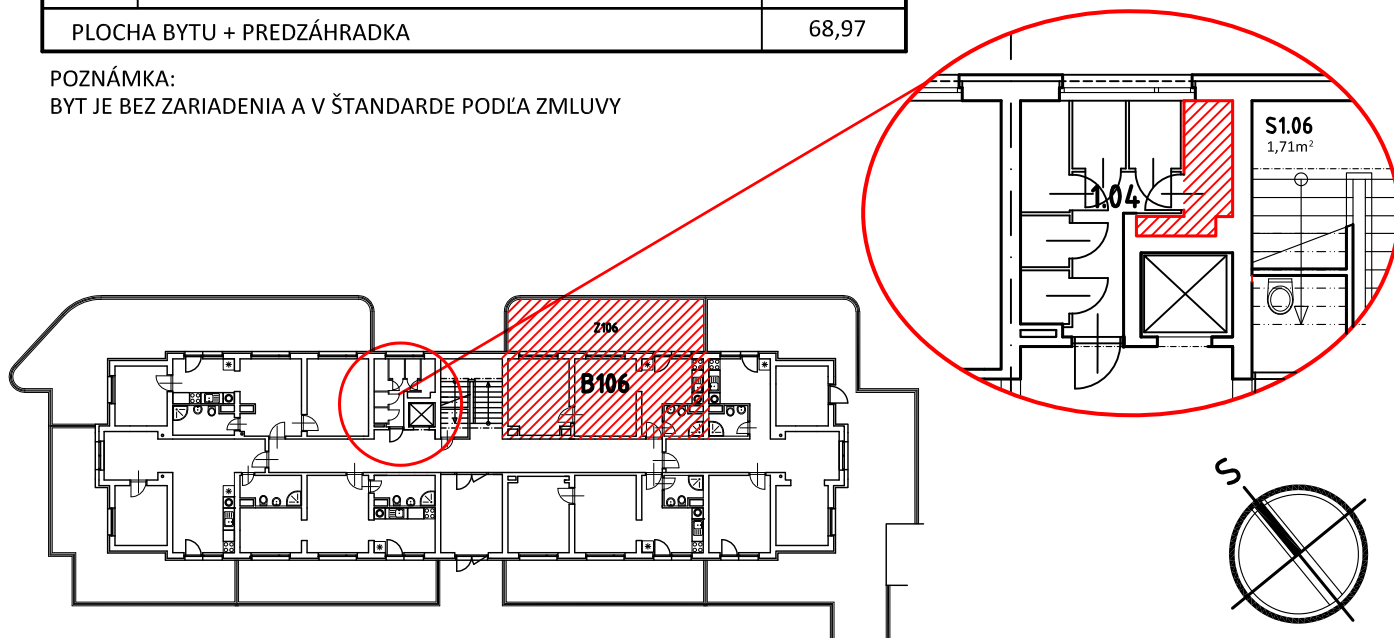 PLOCHA BYTU + PREDZÁHRADKA 68,97
POZNÁMKA:
BYT JE BEZ ZARIADENIA A V ŠTANDARDE PODĽA ZMLUVY
S1.06
1,71m²
1.04
Z106
B106
S